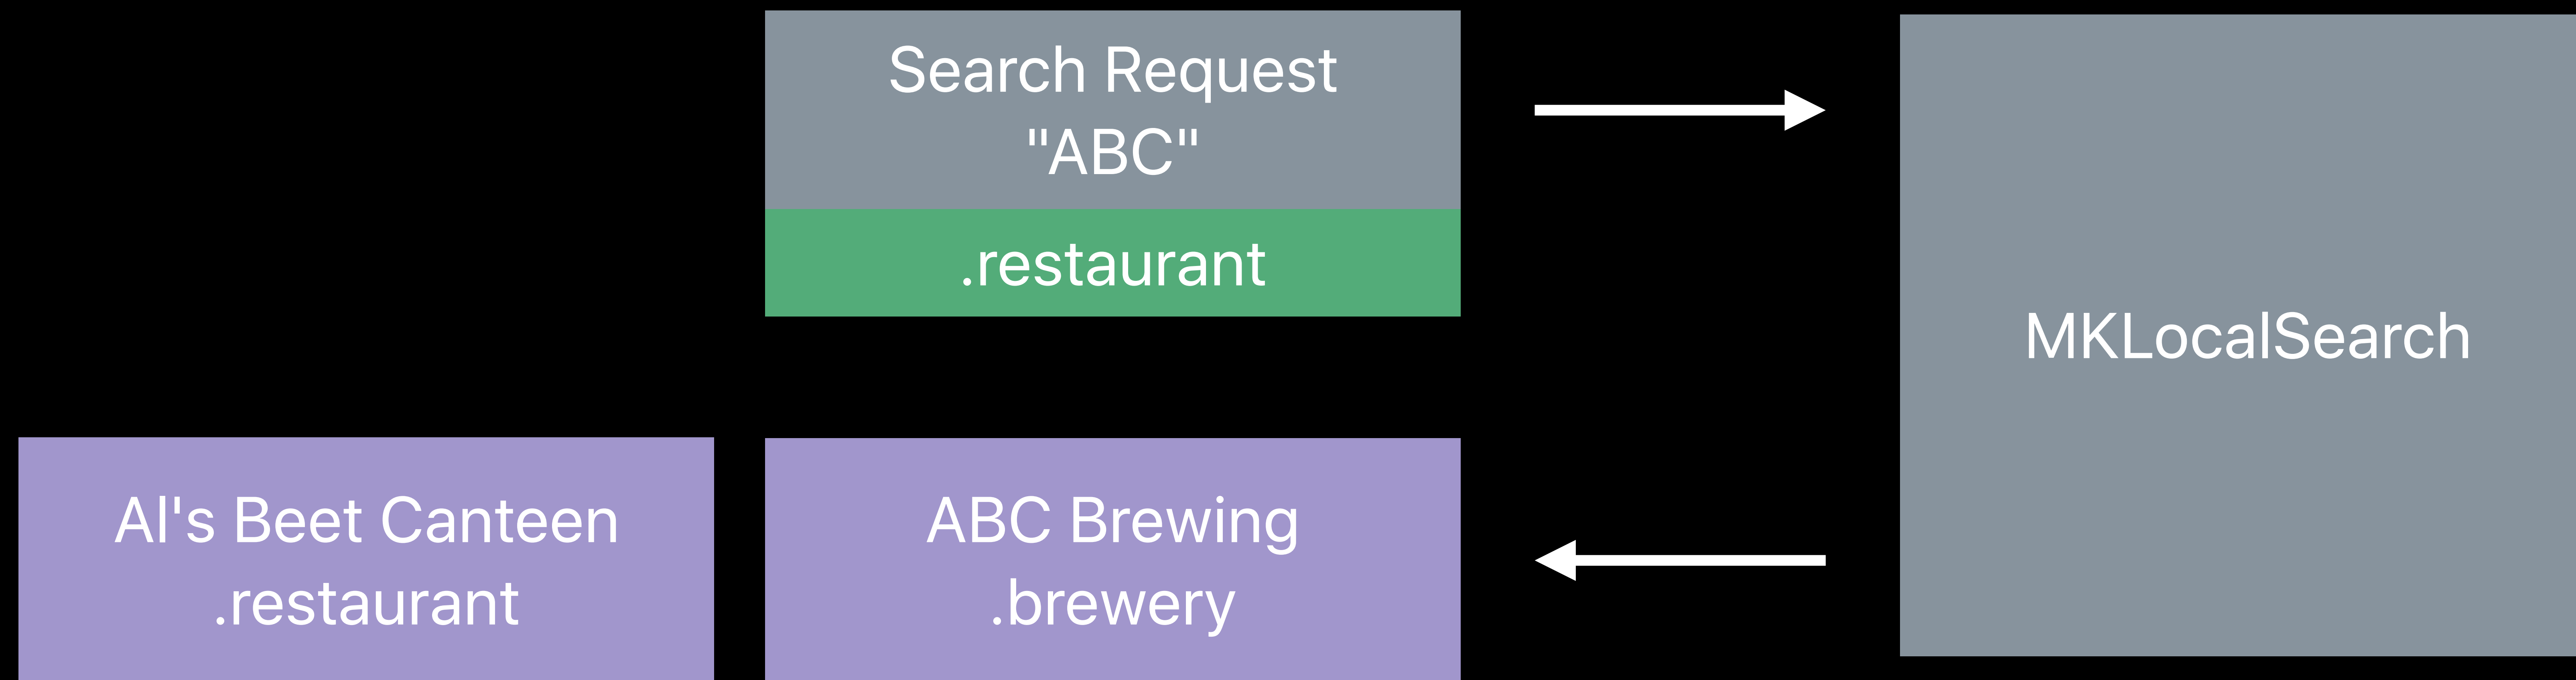 Search Request
"ABC"
.restaurant
MKLocalSearch
Al's Beet Canteen
.restaurant
ABC Brewing
.brewery